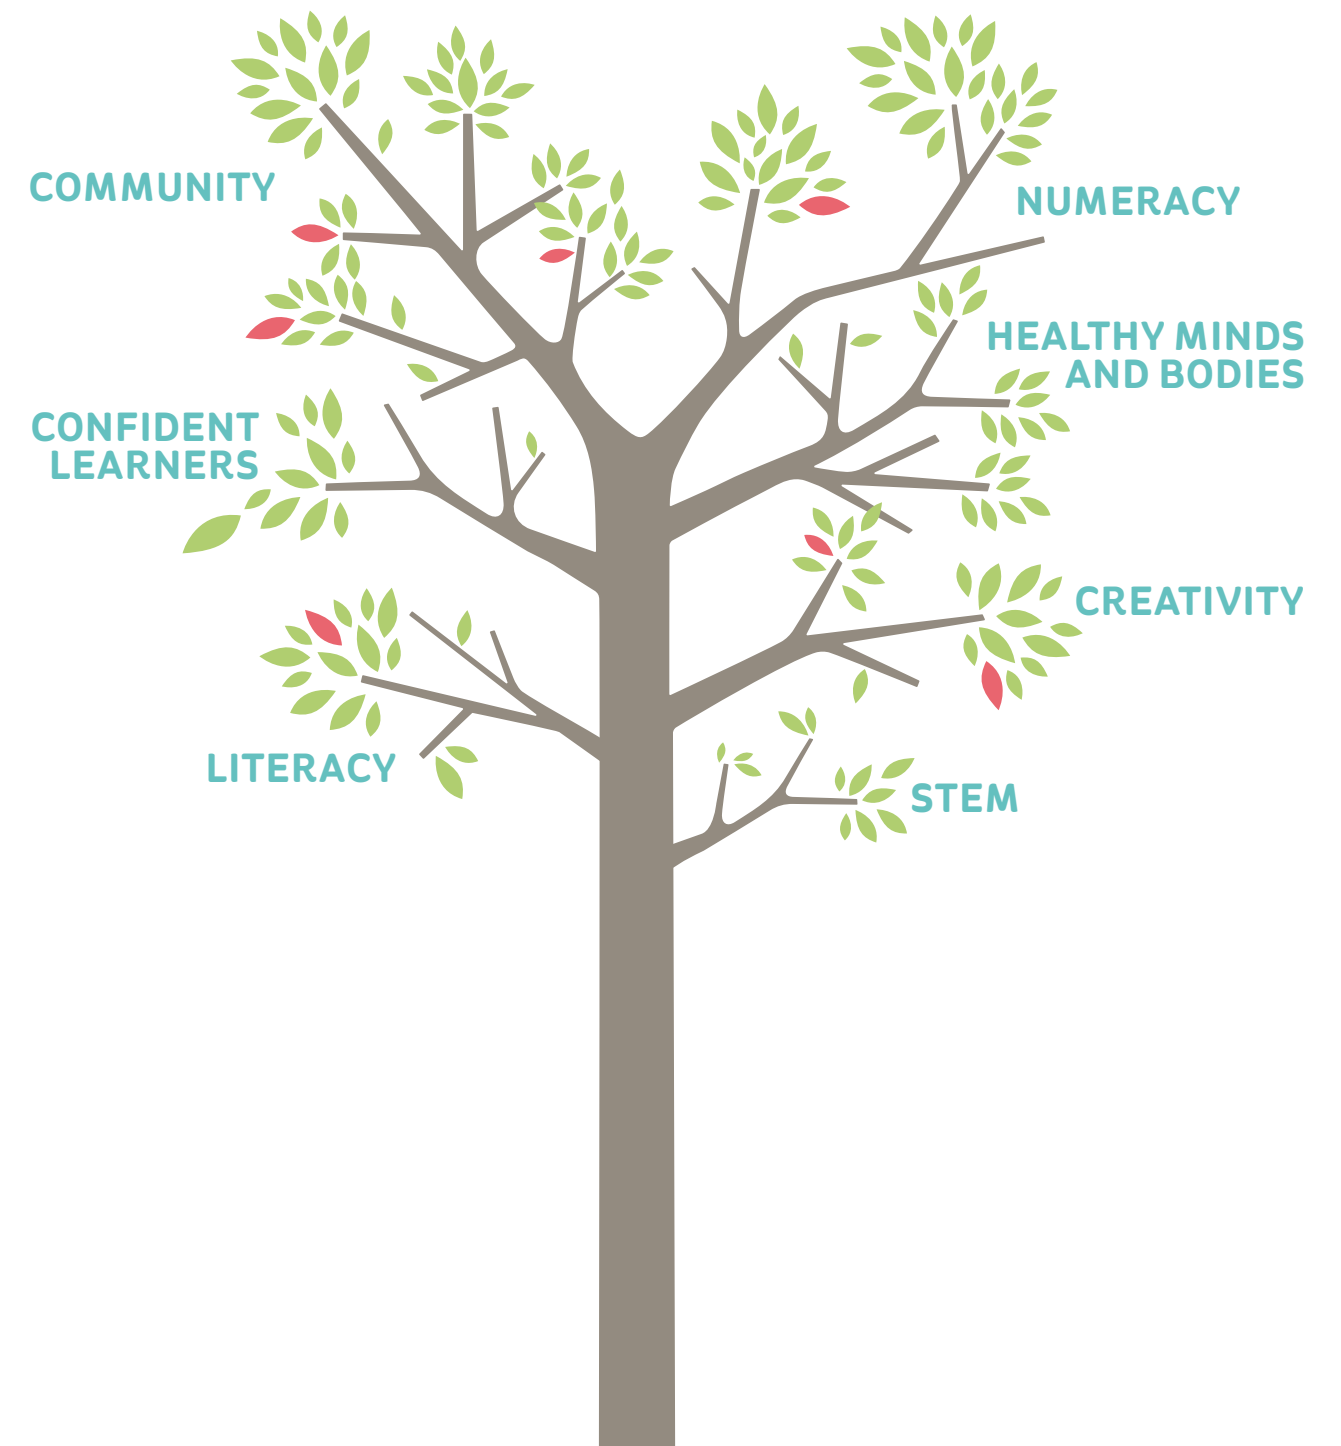 COMMUNITY
NUMERACY
HEALTHY MINDS
AND BODIES
CONFIDENT
LEARNERS
CREATIVITY
LITERACY
STEM